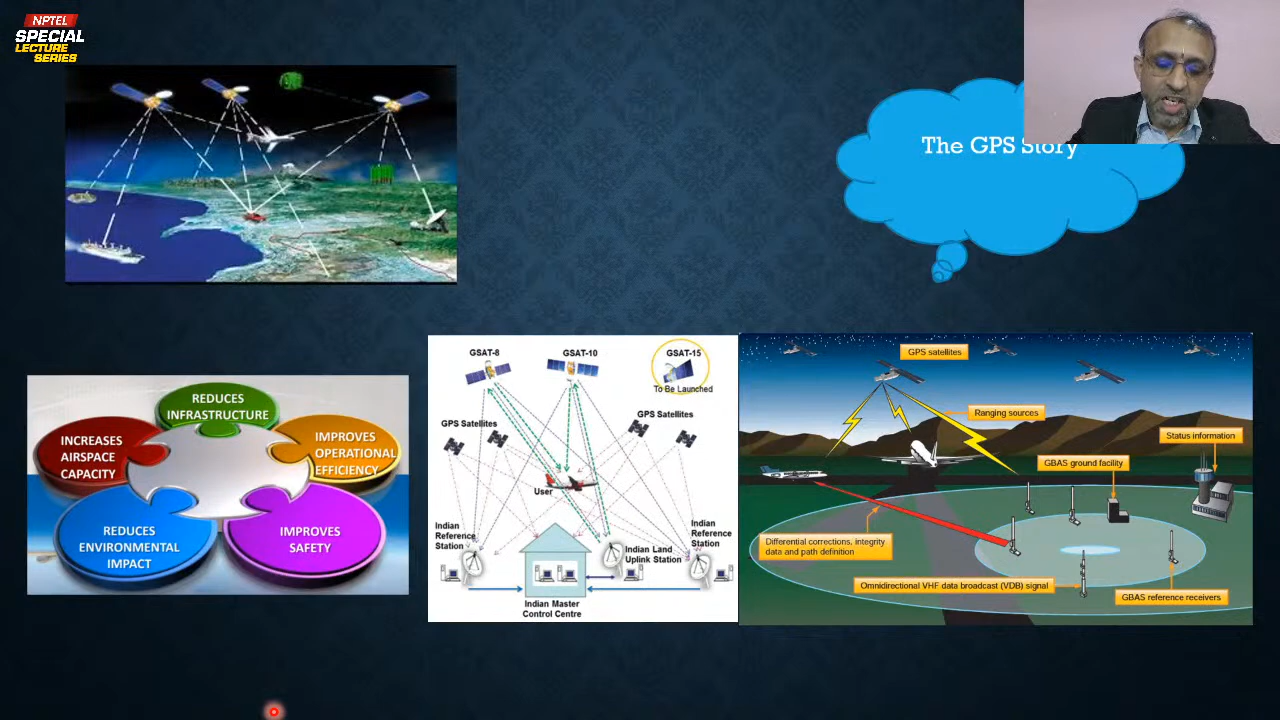 NPTEL
SPECIAL
LECTURE
SERIES
The GPS Story
REDUCES
INFRASTRUCTURE
INCREASES
AIRSPACE
CAPACITY
IMPROVES
OPERATIONAL
EFFICIENCY
REDUCES
ENVIRONMENTAL
IMPACT
IMPROVES
SAFETY
GSAT-8
GSAT-10
GSAT-15
To Be Launched
GPS Satellites
GPS Satellites
User
Indian
Reference
Station
Indian Land
Uplink Station
Indian
Reference
Station
Indian Master
Control Centre
GPS satellites
Ranging sources
Status information
GBAS ground facility
Differential corrections, integrity
data and path definition
Omnidirectional VHF data broadcast (VDB) signal
GBAS reference receivers